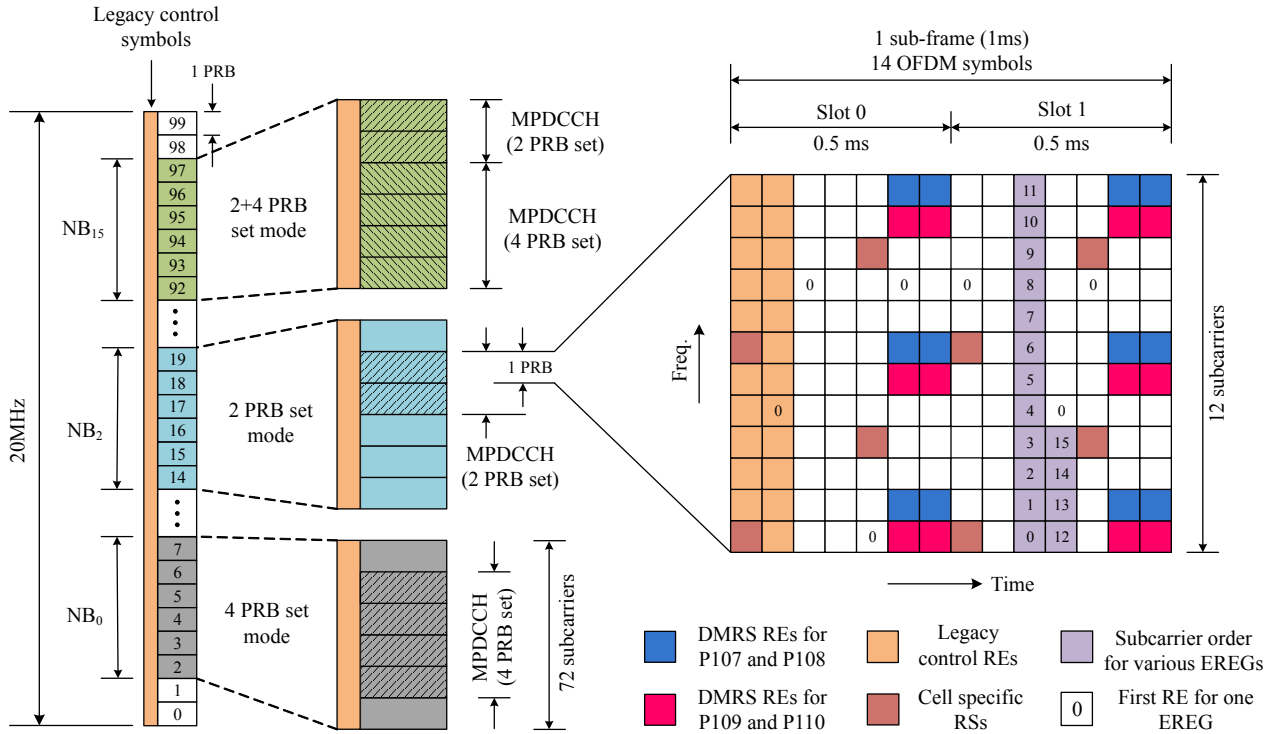 Legacy control
symbols
1 PRB
20MHz
99
98
97
96
95
94
93
92
19
18
17
16
15
14
7
6
5
4
3
2
1
0
NB15
NB2
NB0
2+4 PRB
set mode
2 PRB set
mode
4 PRB set
mode
MPDCCH
(2 PRB set)
MPDCCH
(4 PRB set)
1 PRB
MPDCCH
(2 PRB set)
MPDCCH
(4 PRB set)
72 subcarriers
1 sub-frame (1ms)
14 OFDM symbols
Slot 0
Slot 1
0.5 ms
0.5 ms
11
10
9
0 0 0 8 0
7
6
5
0 4 0
3 15
2 14
1 13
0 0 12
Freq.
12 subcarriers
Time
DMRS REs for
P107 and P108
Legacy
control REs
Subcarrier order
for various EREGs
DMRS REs for
P109 and P110
Cell specific
RSs
0
First RE for one
EREG